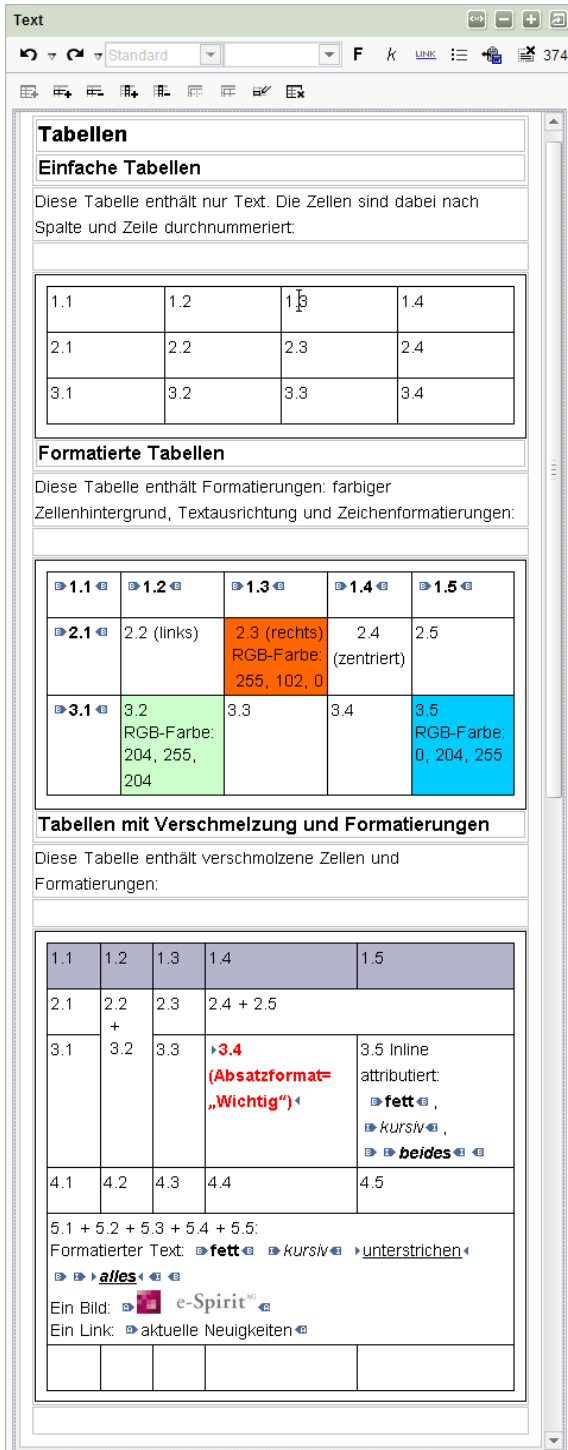 Text
Standard F k LINK 374
Tabellen
Einfache Tabellen
Diese Tabelle enthält nur Text. Die Zellen sind dabei nach
Spalte und Zeile durchnummeriert:
1.1 1.2 1.3 1.4
2.1 2.2 2.3 2.4
3.1 3.2 3.3 3.4
Formatierte Tabellen
Diese Tabelle enthält Formatierungen: farbiger
Zellenhintergrund, Textausrichtung und Zeichenformatierungen:
1.1 1.2 1.3 1.4 1.5
2.1 2.2 (links) 2.3 (rechts)
RGB-Farbe:
255, 102, 0 2.4
(zentriert) 2.5
3.1 3.2
RGB-Farbe:
204, 255,
204 3.3 3.4 3.5
RGB-Farbe:
0, 204, 255
Tabellen mit Verschmelzung und Formatierungen
Diese Tabelle enthält verschmolzene Zellen und
Formatierungen:
1.1 1.2 1.3 1.4 1.5
2.1 2.2
+
3.2 2.3 2.4 + 2.5
3.1 3.3 3.4
(Absatzformat=
„Wichtig“) 3.5 Inline
attributiert:
fett ,
kursiv ,
beides
4.1 4.2 4.3 4.4 4.5
5.1 + 5.2 + 5.3 + 5.4 + 5.5:
Formatierter Text: fett kursiv unterstrichen
alles
Ein Bild: e-Spirit AG
Ein Link: aktuelle Neuigkeiten